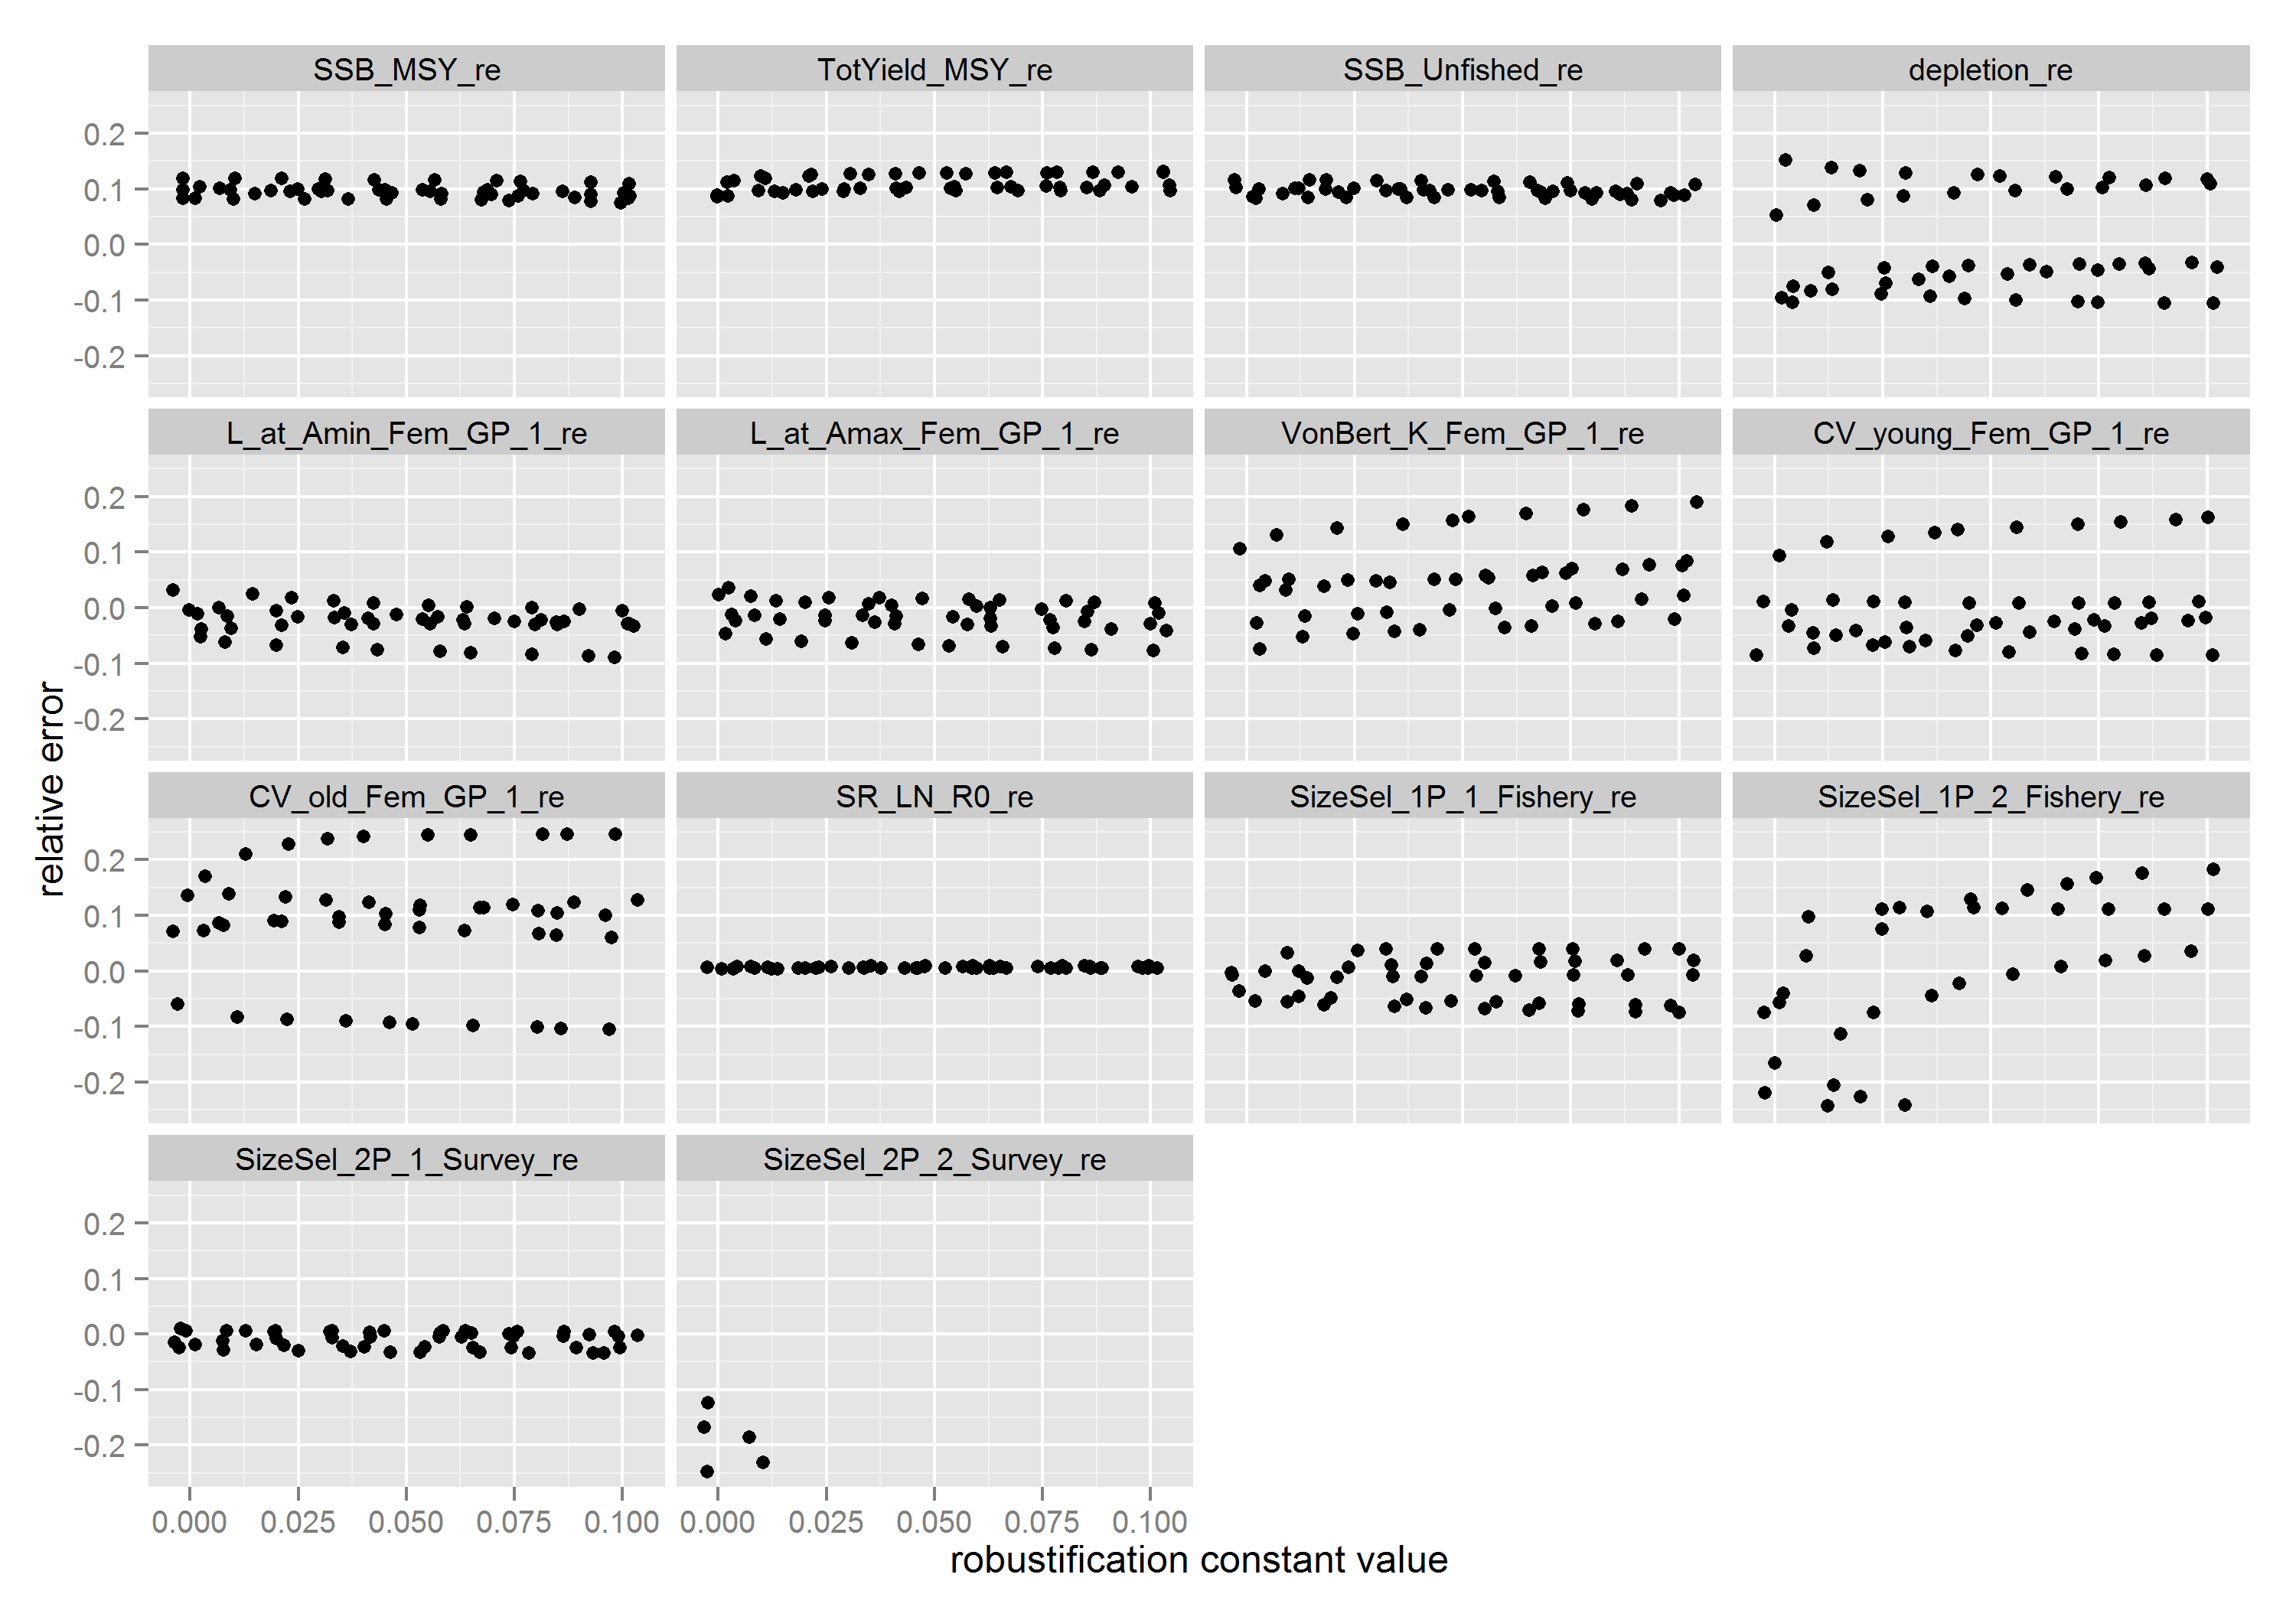 SSB_MSY_re TotYield_MSY_re SSB_Unfished_re depletion_re
0.2
0.1
0.0
-0.1
-0.2
L_at_Amin_Fem_GP_1_re L_at_Amax_Fem_GP_1_re VonBert_K_Fem_GP_1_re CV_young_Fem_GP_1_re
0.2
0.1
0.0
-0.1
-0.2
relative error
CV_old_Fem_GP_1_re SR_LN_R0_re SizeSel_1P_1_Fishery_re SizeSel_1P_2_Fishery_re
0.2
0.1
0.0
-0.1
-0.2
SizeSel_2P_1_Survey_re SizeSel_2P_2_Survey_re
0.2
0.1
0.0
-0.1
-0.2
0.000 0.025 0.050 0.075 0.100 0.000 0.025 0.050 0.075 0.100
robustification constant value